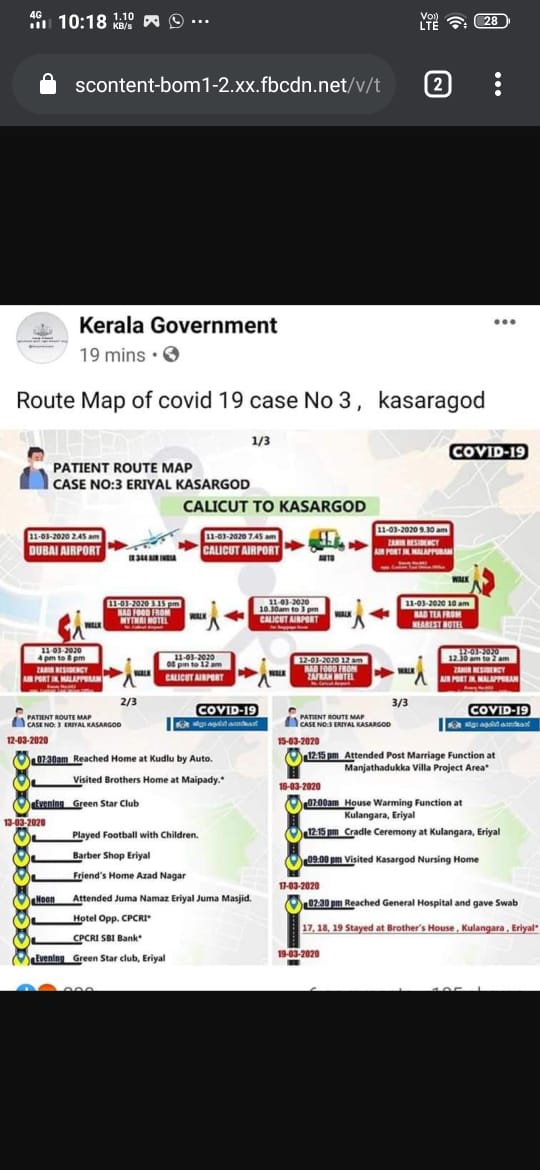 4G 10:18 1.10 KB/s ... Vo)) LTE 28
scontent-bom1-2.xx.fbcdn.net/v/t 2
Kerala Government
19 mins •
Route Map of covid 19 case No 3 , kasaragod
1/3
COVID-19
PATIENT ROUTE MAP
CASE NO:3 ERIYAL KASARGOD
CALICUT TO KASARGOD
11-03-2020 2.45 am
DUBAI AIRPORT
IX 344 AIR INDIA
11-03-2020 7.45 am
CALICUT AIRPORT
AUTO
11-03-2020 9.30 am
ZAHIR RESIDENCY
AIR PORT JN. MALAPPURAM
WALK
11-03-2020 10 am
HAD TEA FROM
NEAREST HOTEL
WALK
11-03-2020
10.30am to 3 pm
CALICUT AIRPORT
WALK
11-03-2020 3.15 pm
HAD FOOD FROM
MYTHRI HOTEL
WALK
11-03-2020
4 pm to 8 pm
ZAHIR RESIDENCY
AIR PORT JN. MALAPPURAM
WALK
11-03-2020
08 pm to 12 am
CALICUT AIRPORT
WALK
12-03-2020 12 am
HAD FOOD FROM
ZAFRAN HOTEL
WALK
12-03-2020
12.30 am to 2 am
ZAHIR RESIDENCY
AIR PORT JN. MALAPPURAM
2/3
COVID-19
PATIENT ROUTE MAP
CASE NO: 3 ERIYAL KASARGOD
12-03-2020
07:30am Reached Home at Kudlu by Auto.
Visited Brothers Home at Maipady.*
Evening Green Star Club
13-03-2020
Played Football with Children.
Barber Shop Eriyal
Friend's Home Azad Nagar
Noon Attended Juma Namaz Eriyal Juma Masjid.
Hotel Opp. CPCRI*
CPCRI SBI Bank*
Evening Green Star club, Eriyal
3/3
COVID-19
PATIENT ROUTE MAP
CASE NO:3 ERIYAL KASARGOD
15-03-2020
12:15 pm Attended Post Marriage Function at
Manjathadukka Villa Project Area*
16-03-2020
07:00am House Warming Function at
Kulangara, Eriyal
12:15 pm Cradle Ceremony at Kulangara, Eriyal
09:00 pm Visited Kasargod Nursing Home
17-03-2020
02:30 pm Reached General Hospital and gave Swab
17, 18, 19 Stayed at Brother's House , Kulangara , Eriyal*
19-03-2020